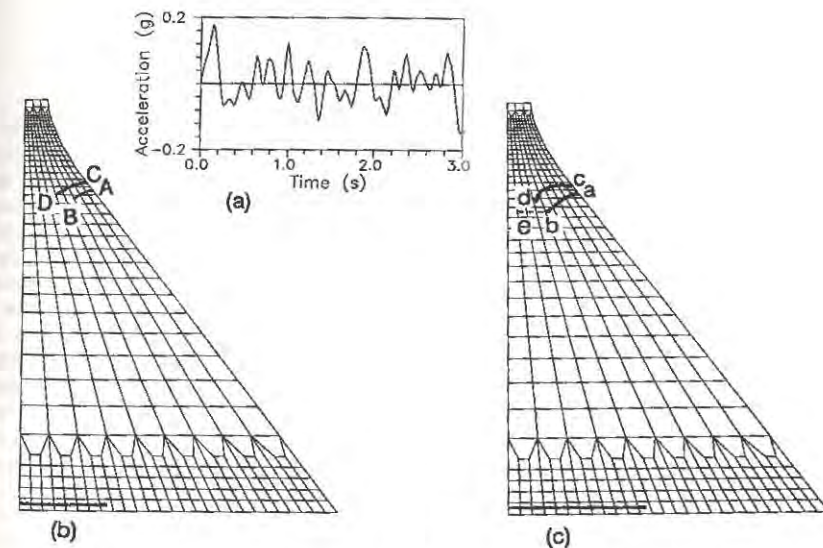 0.2
Acceleration (g)
-0.2
0.0
1.0
2.0
3.0
Time (s)
(a)
C
A
D
B
(b)
c
a
d
e
b
(c)